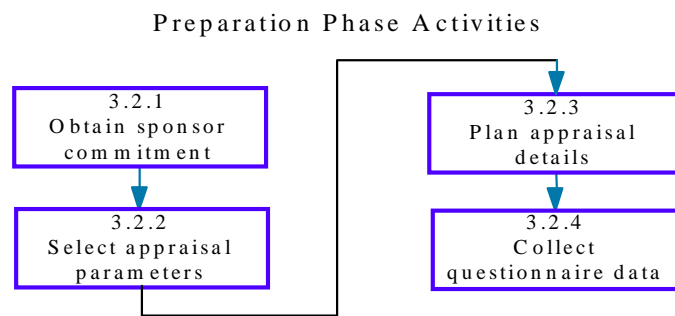 Preparation Phase Activities
3.2.1
Obtain sponsor
commitment
3.2.2
Select appraisal
parameters
3.2.3
Plan appraisal
details
3.2.4
Collect
questionnaire data